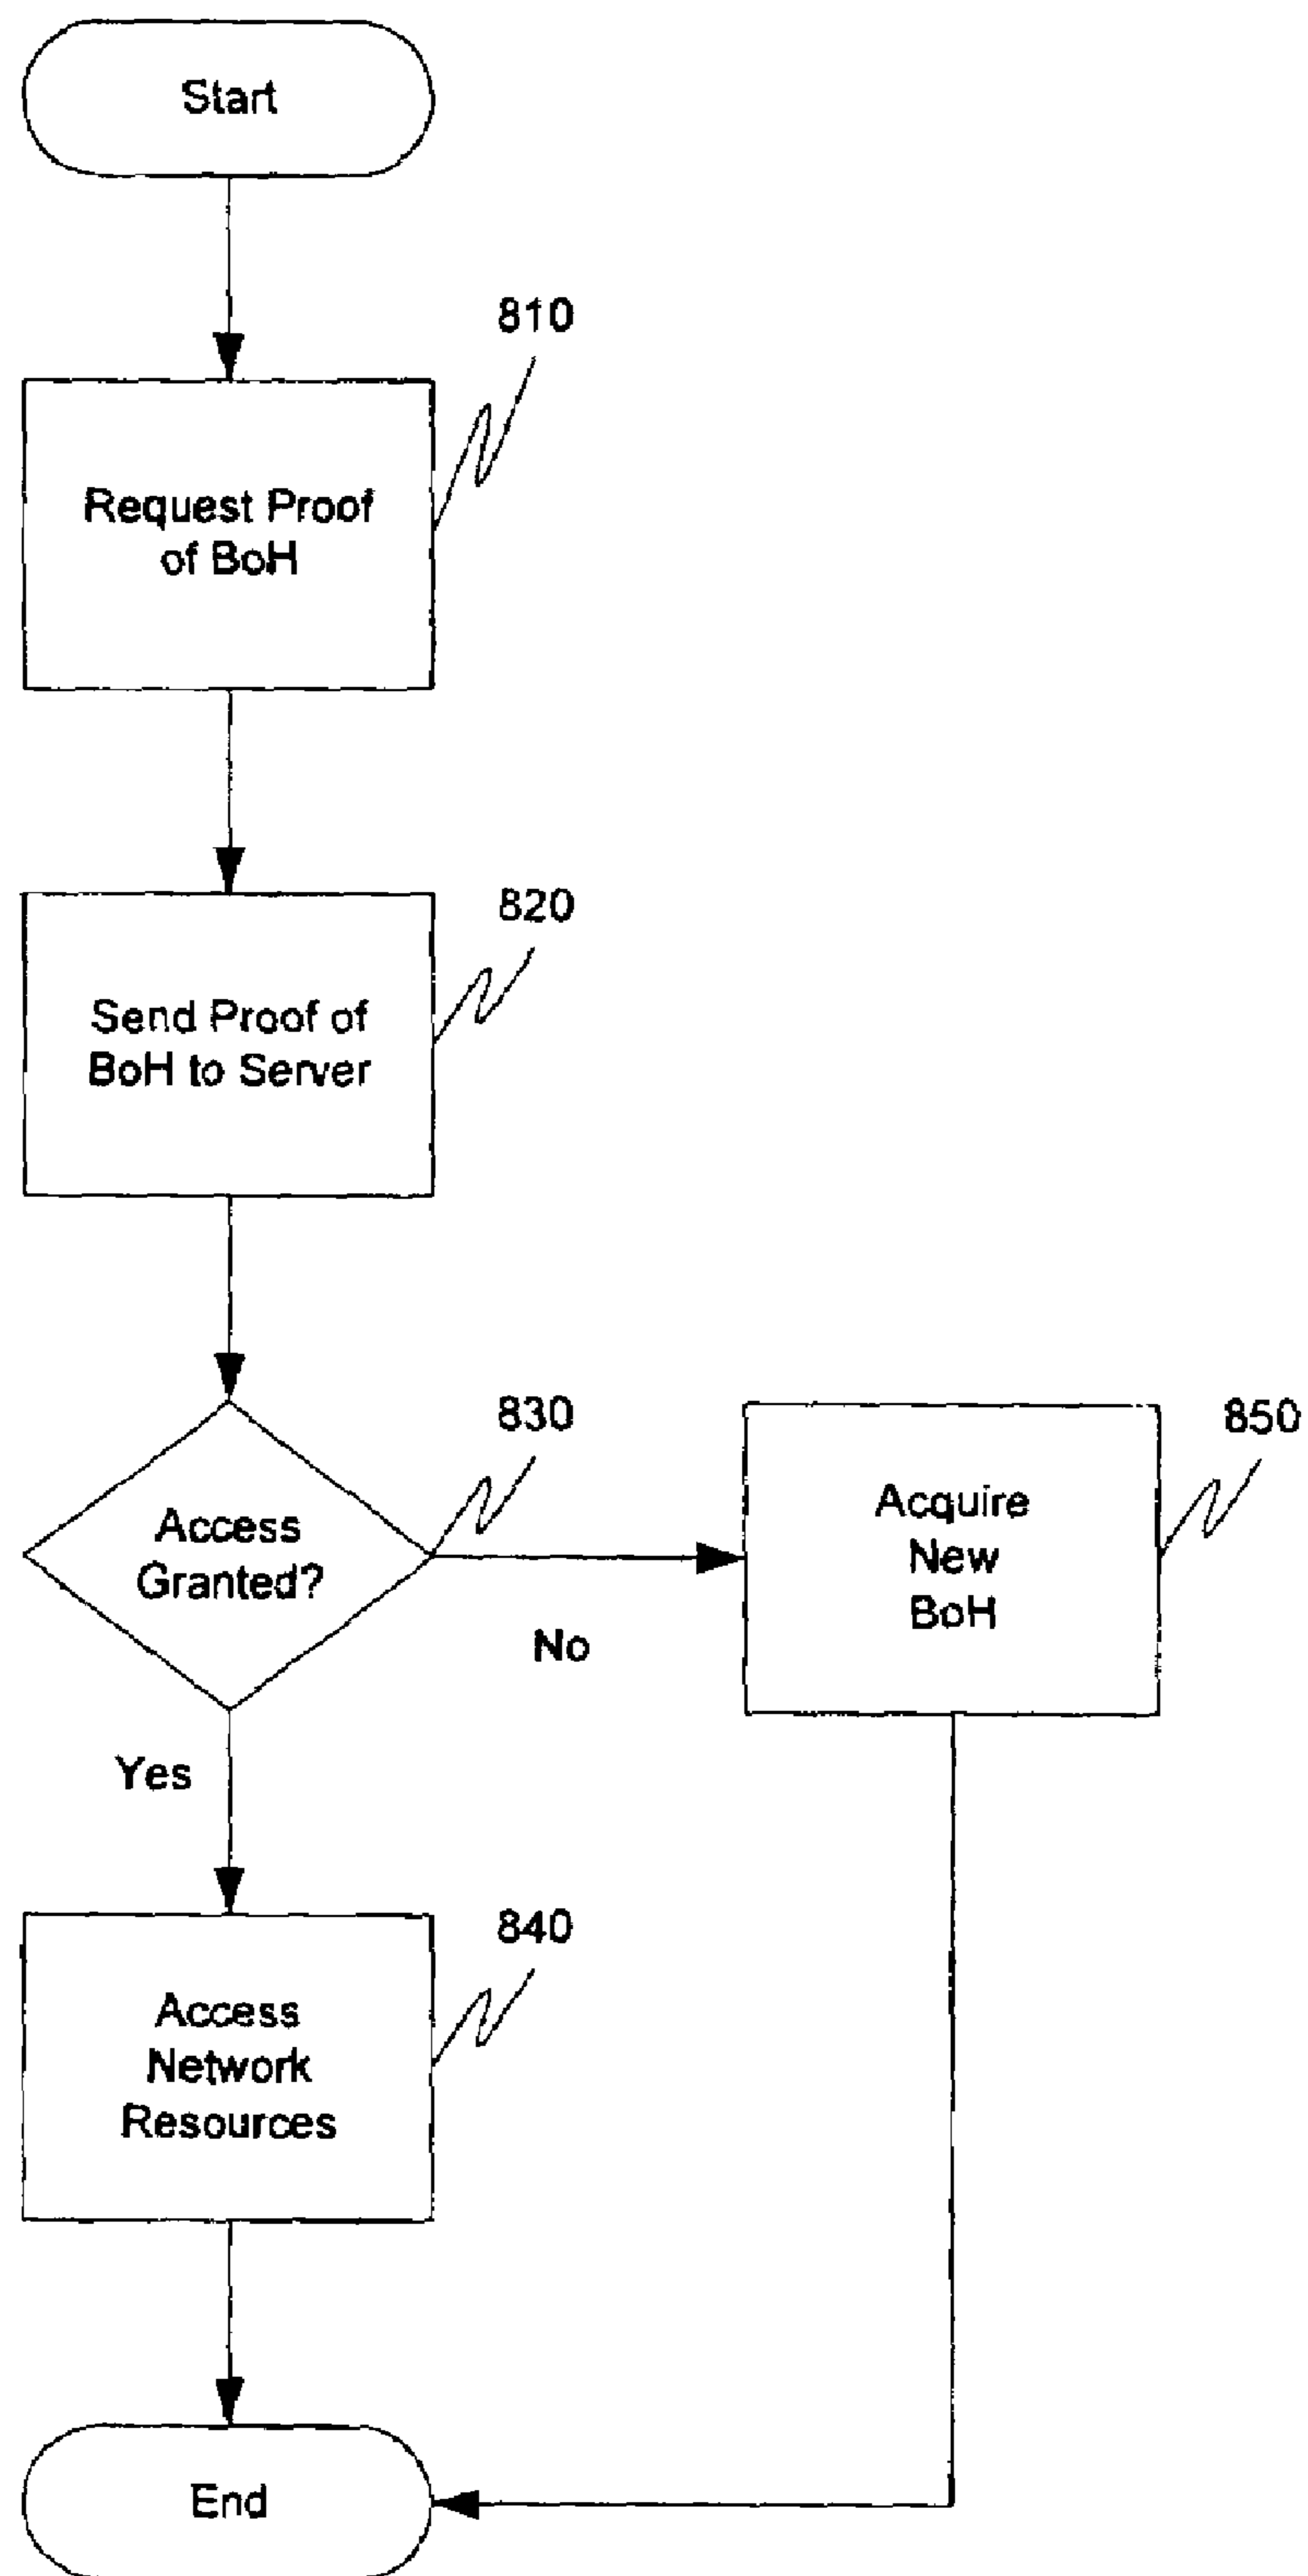 Start
810
Request Proof
of BoH
820
Send Proof of
BoH to Server
830
Access
Granted?
No
850
Acquire
New
BoH
Yes
840
Access
Network
Resources
End